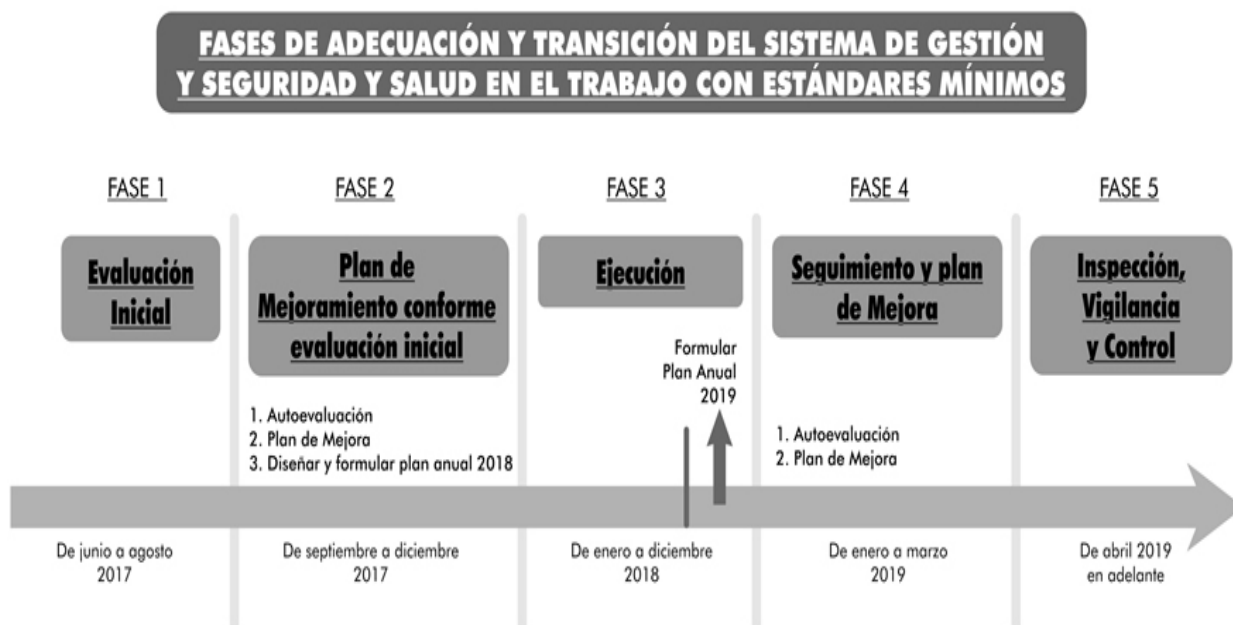 FASES DE ADECUACIÓN Y TRANSICIÓN DEL SISTEMA DE GESTIÓN
Y SEGURIDAD Y SALUD EN EL TRABAJO CON ESTÁNDARES MÍNIMOS
FASE 1
Evaluación
Inicial
De junio a agosto
2017
FASE 2
Plan de
Mejoramiento conforme
evaluación inicial
1. Autoevaluación
2. Plan de Mejora
3. Diseñar y formular plan anual 2018
De septiembre a diciembre
2017
FASE 3
Ejecución
Formular
Plan Anual
2019
De enero a diciembre
2018
FASE 4
Seguimiento y plan
de Mejora
1. Autoevaluación
2. Plan de Mejora
De enero a marzo
2019
FASE 5
Inspección,
Vigilancia
y Control
De abril 2019
en adelante